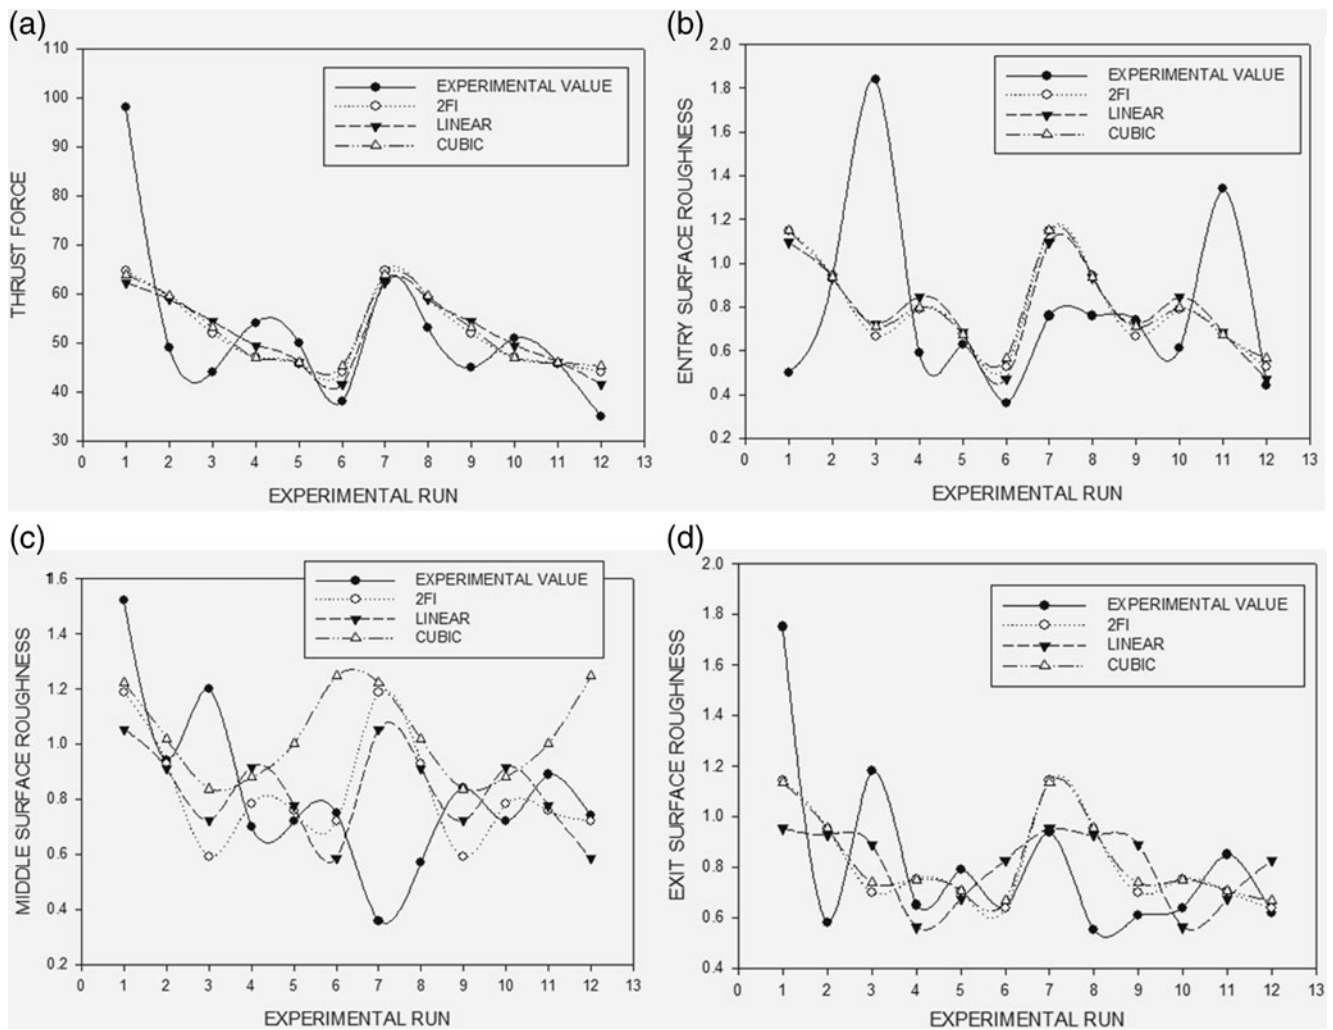 (a)
110
100
90
80
70
60
50
40
30
THRUST FORCE
EXPERIMENTAL VALUE
2FI
LINEAR
CUBIC
0 1 2 3 4 5 6 7 8 9 10 11 12 13
EXPERIMENTAL RUN
(b)
2.0
1.8
1.6
1.4
1.2
1.0
0.8
0.6
0.4
0.2
ENTRY SURFACE ROUGHNESS
EXPERIMENTAL VALUE
2FI
LINEAR
CUBIC
0 1 2 3 4 5 6 7 8 9 10 11 12 13
EXPERIMENTAL RUN
(c)
1.6
1.4
1.2
1.0
0.8
0.6
0.4
0.2
MIDDLE SURFACE ROUGHNESS
EXPERIMENTAL VALUE
2FI
LINEAR
CUBIC
0 1 2 3 4 5 6 7 8 9 10 11 12 13
EXPERIMENTAL RUN
(d)
2.0
1.8
1.6
1.4
1.2
1.0
0.8
0.6
0.4
EXIT SURFACE ROUGHNESS
EXPERIMENTAL VALUE
2FI
LINEAR
CUBIC
0 1 2 3 4 5 6 7 8 9 10 11 12 13
EXPERIMENTAL RUN